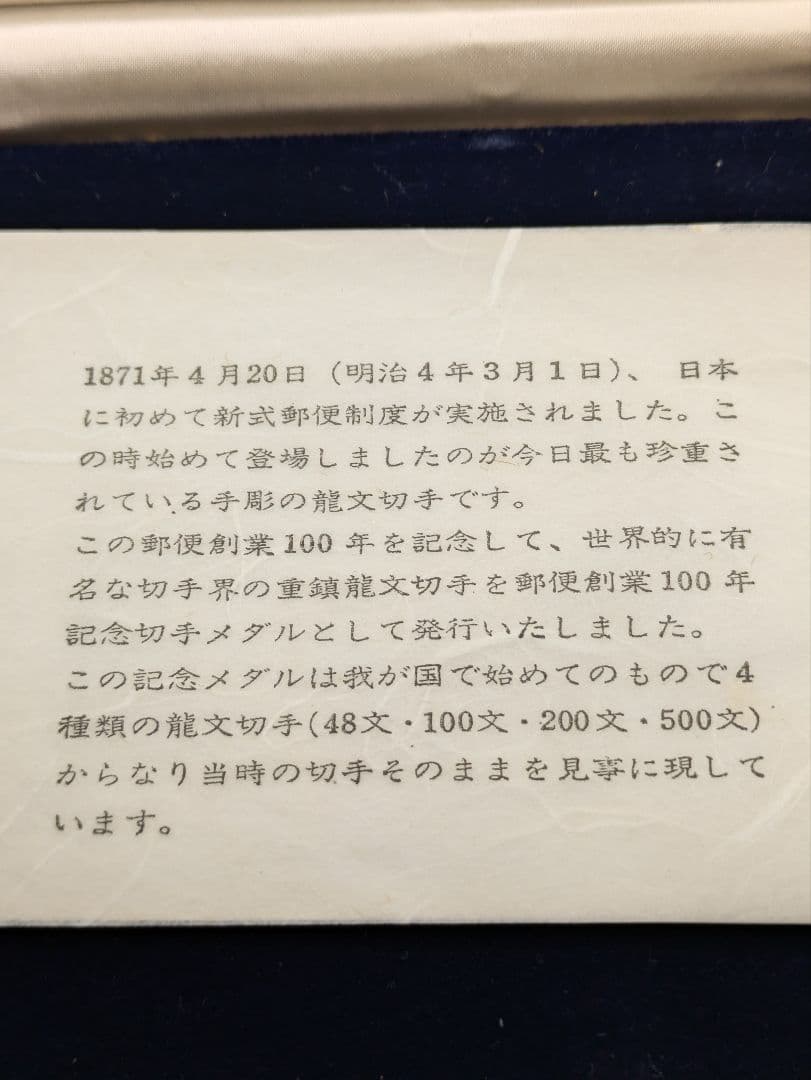 1871年4月20日（明治4年3月1日）、日本
に初めて新式郵便制度が実施されました。こ
の時始めて登場しましたのが今日最も珍重さ
れている手彫の龍文切手です。
この郵便創業100年を記念して、世界的に有
名な切手界の重鎮龍文切手を郵便創業100年
記念切手メダルとして発行いたしました。
この記念メダルは我が国で始めてのもので4
種類の龍文切手(48文・100文・200文・500文)
からなり当時の切手そのままを見事に現して
います。